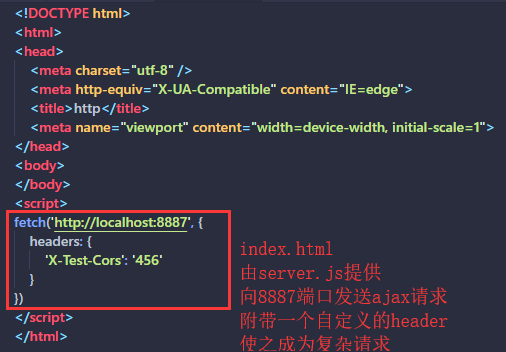 <!DOCTYPE html>
<html>
<head>
<meta charset="utf-8" />
<meta http-equiv="X-UA-Compatible" content="IE=edge">
<title>http</title>
<meta name="viewport" content="width=device-width, initial-scale=1">
</head>
<body>
</body>
<script>
fetch('http://localhost:8887', {
headers: {
'X-Test-Cors': '456'
}
})
</script>
</html>
index.html
由server.js提供
向8887端口发送ajax请求
附带一个自定义的header
使之成为复杂请求